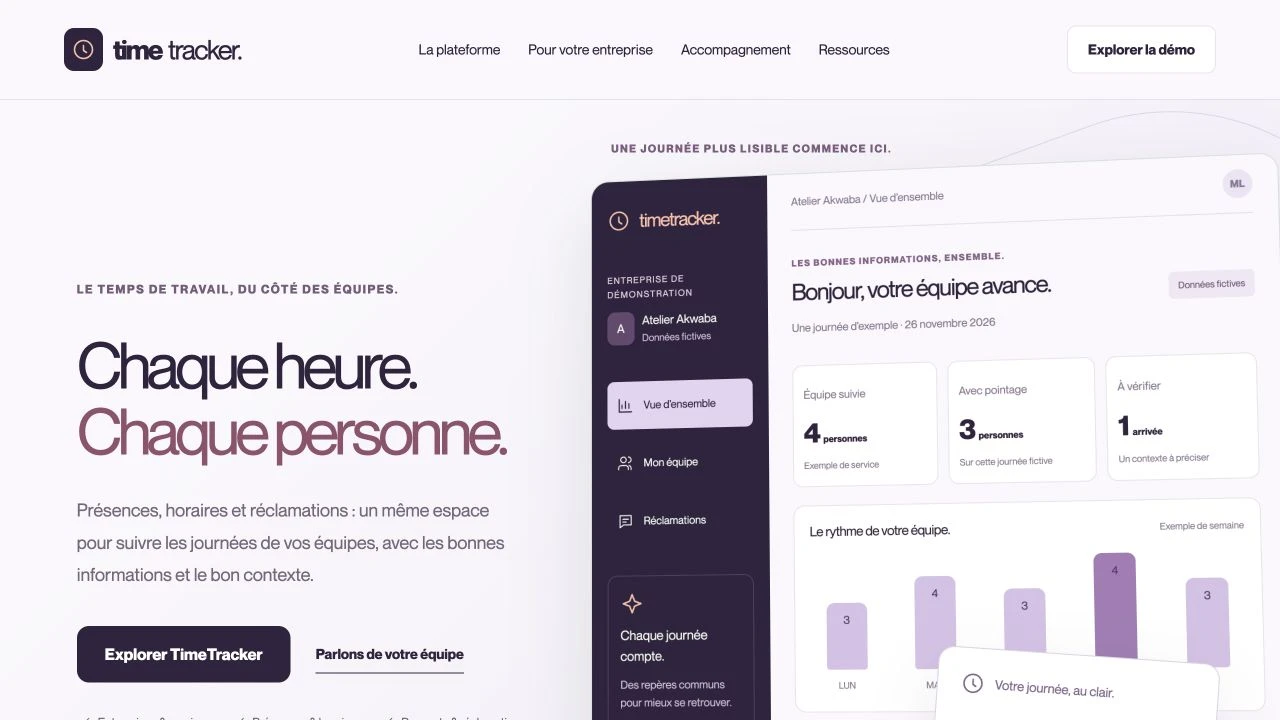 time tracker.
La plateforme
Pour votre entreprise
Accompagnement
Ressources
Explorer la démo
LE TEMPS DE TRAVAIL, DU CÔTÉ DES ÉQUIPES.
Chaque heure.
Chaque personne.
Présences, horaires et réclamations : un même espace
pour suivre les journées de vos équipes, avec les bonnes
informations et le bon contexte.
Explorer TimeTracker
Parlons de votre équipe
UNE JOURNÉE PLUS LISIBLE COMMENCE ICI.
timetracker.
ENTREPRISE DE
DÉMONSTRATION
A
Atelier Akwaba
Données fictives
Vue d'ensemble
Mon équipe
Réclamations
Chaque journée
compte.
Des repères communs
pour mieux se retrouver.
Atelier Akwaba / Vue d'ensemble
ML
LES BONNES INFORMATIONS, ENSEMBLE.
Bonjour, votre équipe avance.
Données fictives
Une journée d'exemple · 26 novembre 2026
Équipe suivie
4 personnes
Exemple de service
Avec pointage
3 personnes
Sur cette journée fictive
À vérifier
1 arrivée
Un contexte à préciser
Le rythme de votre équipe.
Exemple de semaine
3
4
3
4
3
LUN
Votre journée, au clair.